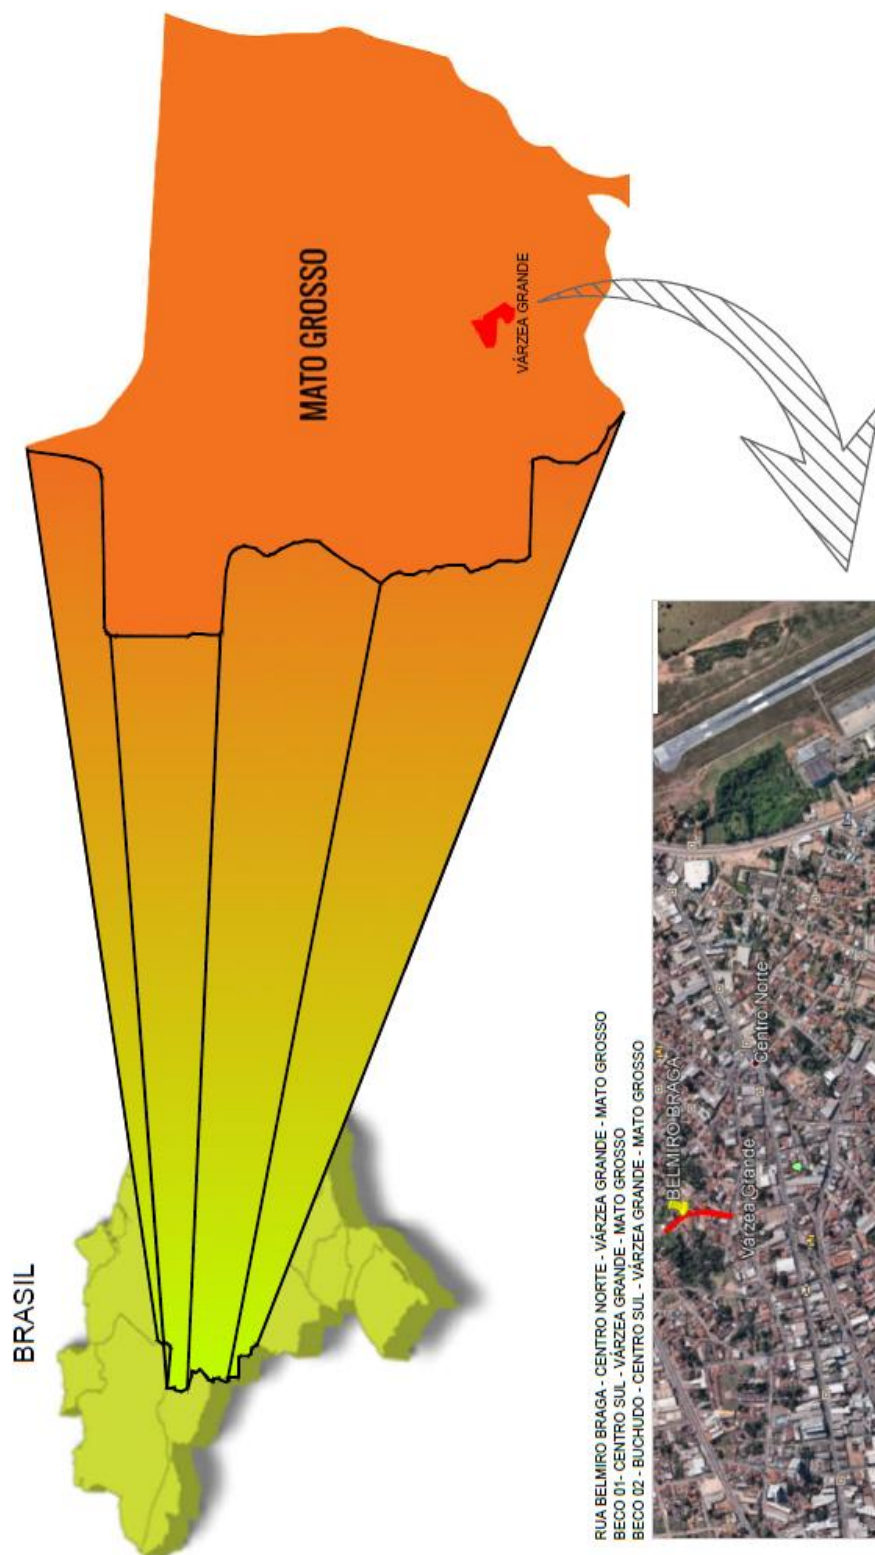 BRASIL
MATO GROSSO
VÁRZEA GRANDE
RUA BELMIRO BRAGA - CENTRO NORTE - VÁRZEA GRANDE - MATO GROSSO
BECO 01- CENTRO SUL - VÁRZEA GRANDE - MATO GROSSO
BECO 02 - BUCHUDO - CENTRO SUL - VÁRZEA GRANDE - MATO GROSSO
BELMIRO BRAGA
Várzea Grande
Centro Norte